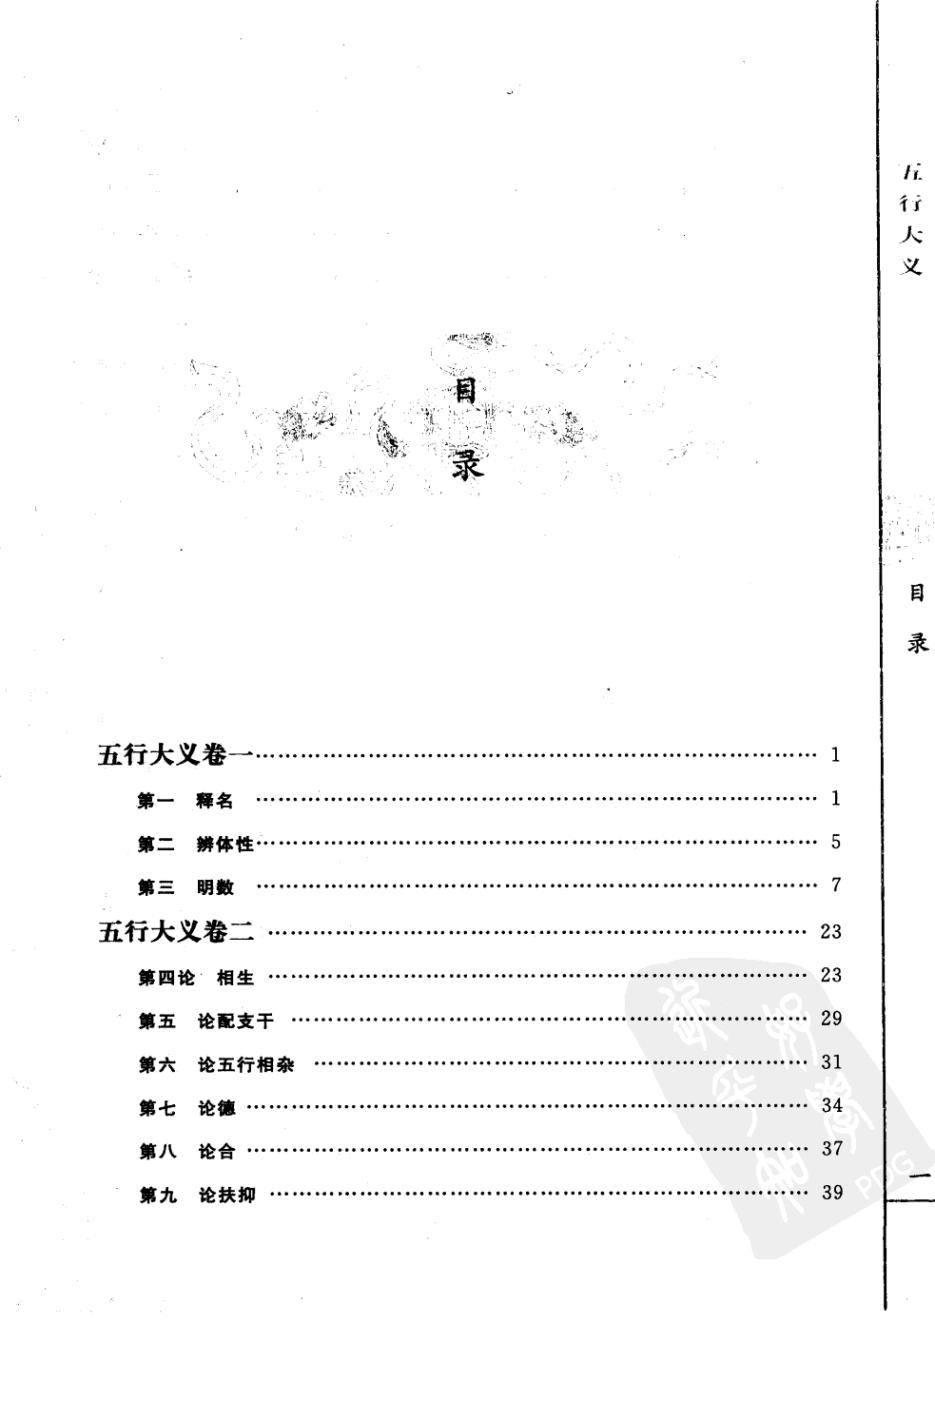 五行大义
目录
目
录
五行大义卷一…………………………………… 1
第一 释名 …………………………………… 1
第二 辨体性…………………………………… 5
第三 明数 …………………………………… 7
五行大义卷二 …………………………………… 23
第四论 相生 …………………………………… 23
第五 论配支干 …………………………………… 29
第六 论五行相杂 …………………………………… 31
第七 论德 …………………………………… 34
第八 论合 …………………………………… 37
第九 论扶抑 …………………………………… 39
一
PDG